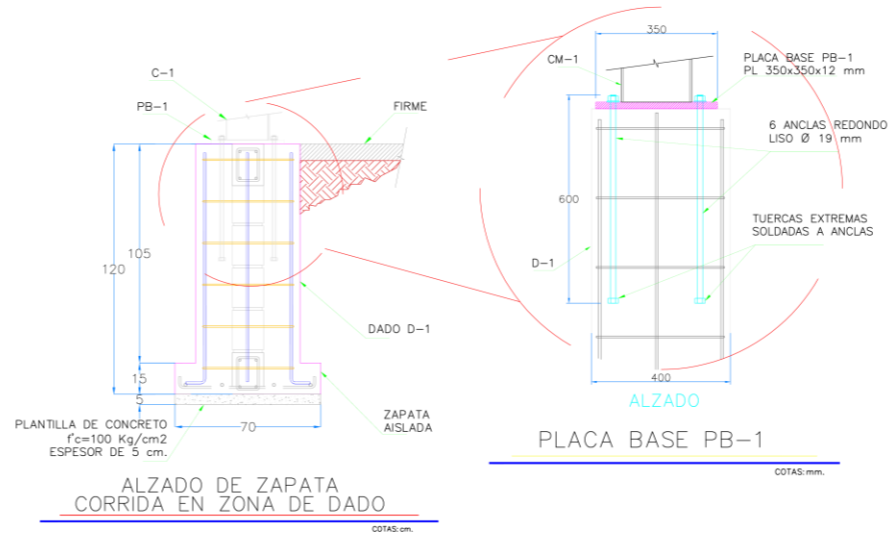 C-1
PB-1
FIRME
105
120
15
5
70
DADO D-1
ZAPATA
AISLADA
PLANTILLA DE CONCRETO
f'c=100 Kg/cm2
ESPESOR DE 5 cm.
ALZADO DE ZAPATA
CORRIDA EN ZONA DE DADO
COTAS:cm.
350
CM-1
PLACA BASE PB-1
PL 350x350x12 mm
6 ANCLAS REDONDO
LISO Ø 19 mm
600
TUERCAS EXTREMAS
SOLDADAS A ANCLAS
D-1
400
ALZADO
PLACA BASE PB-1
COTAS:mm.